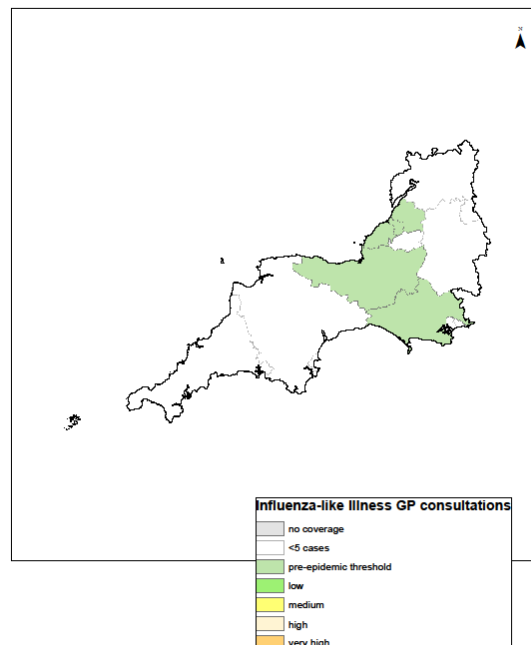 N
Influenza-like Illness GP consultations
no coverage
<5 cases
pre-epidemic threshold
low
medium
high
very high